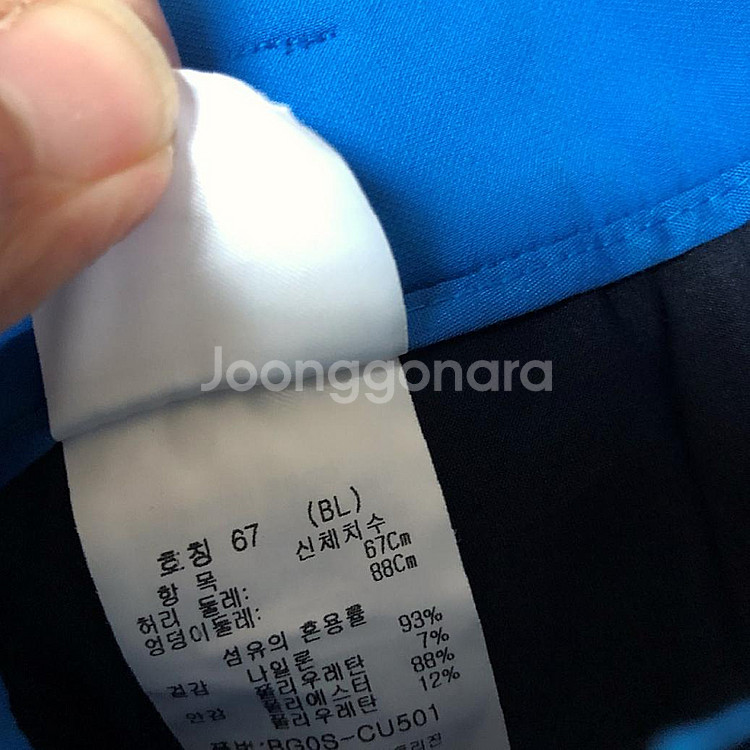 Joonggonara
호칭 67 (BL)
항 목 신체치수
허리 둘레: 67Cm
엉덩이둘레: 88Cm
섬유의 혼용률
겉감 나일론 93%
폴리우레탄 7%
안감 폴리에스터 88%
폴리우레탄 12%
품번:BG0S-CU501